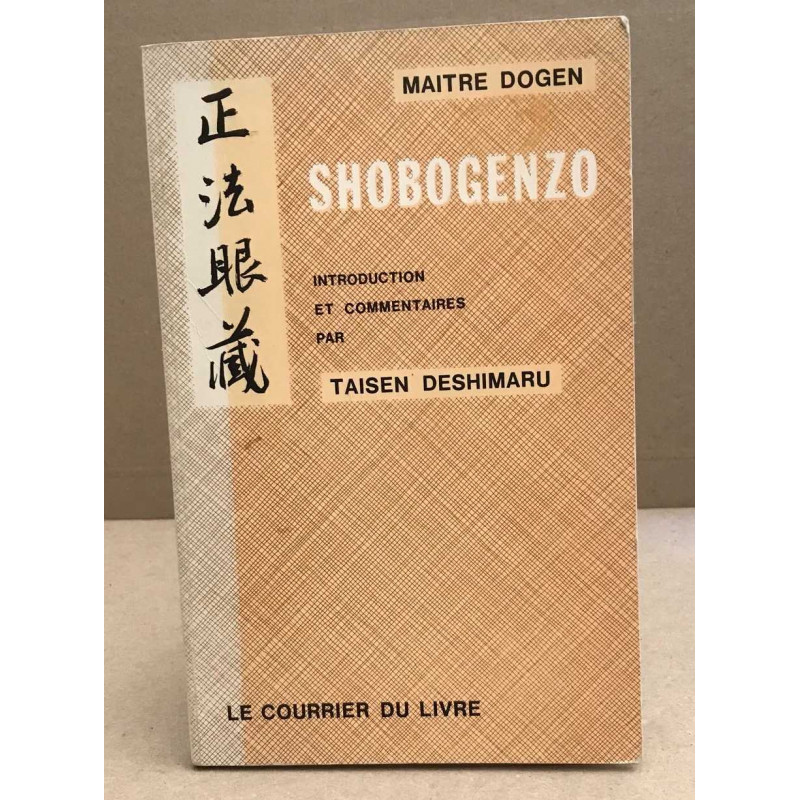 正法眼蔵
MAITRE DOGEN
SHOBOGENZO
INTRODUCTION
ET COMMENTAIRES
PAR
TAISEN DESHIMARU
LE COURRIER DU LIVRE